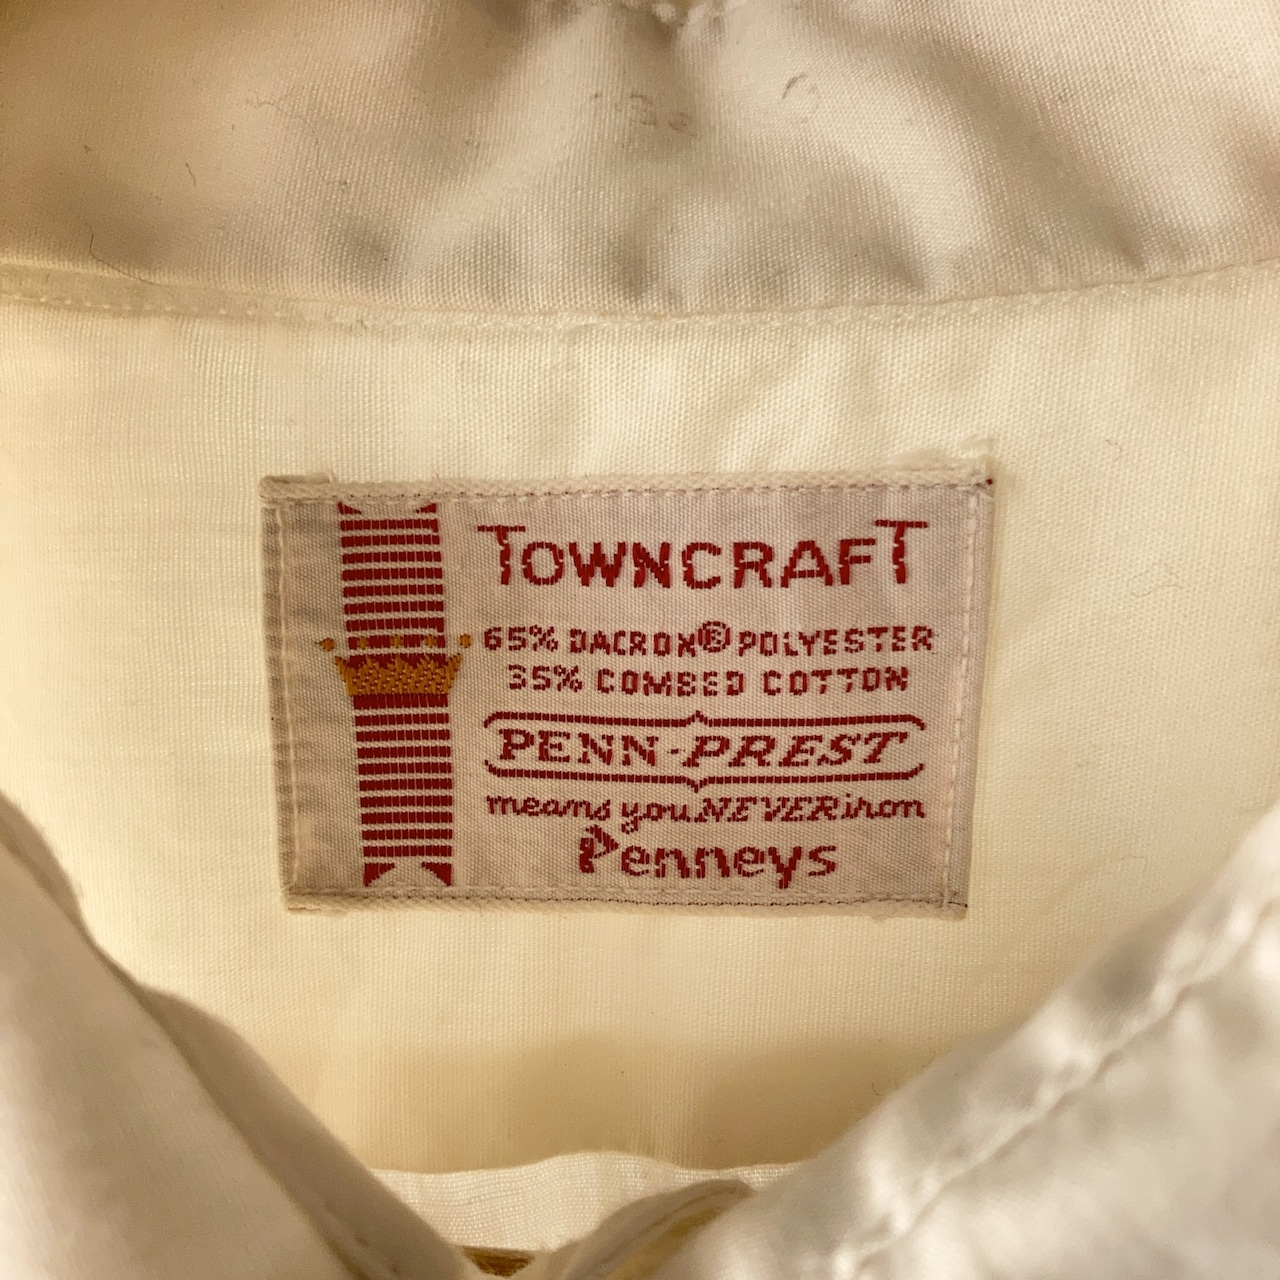 TOWNCRAFT
65% DACRON® POLYESTER
35% COMBED COTTON
PENN-PREST
means you NEVER iron
Penneys